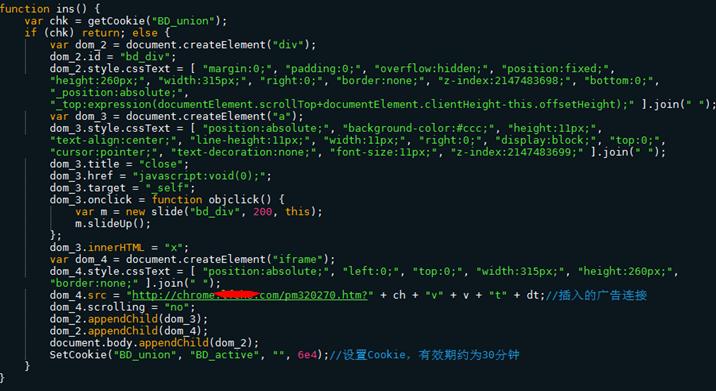 function ins() {
var chk = getCookie("BD_union");
if (chk) return; else {
var dom_2 = document.createElement("div");
dom_2.id = "bd_div";
dom_2.style.cssText = [ "margin:0;", "padding:0;", "overflow:hidden;", "position:fixed;",
"height:260px;", "width:315px;", "right:0;", "border:none;", "z-index:2147483698;", "bottom:0;",
"_position:absolute;",
"_top:expression(documentElement.scrollTop+documentElement.clientHeight-this.offsetHeight);" ].join(" ");
var dom_3 = document.createElement("a");
dom_3.style.cssText = [ "position:absolute;", "background-color:#ccc;", "height:11px;",
"text-align:center;", "line-height:11px;", "width:11px;", "right:0;", "display:block;", "top:0;",
"cursor:pointer;", "text-decoration:none;", "font-size:11px;", "z-index:2147483699;" ].join(" ");
dom_3.title = "close";
dom_3.href = "javascript:void(0);";
dom_3.target = "_self";
dom_3.onclick = function objclick() {
var m = new slide("bd_div", 200, this);
m.slideUp();
};
dom_3.innerHTML = "x";
var dom_4 = document.createElement("iframe");
dom_4.style.cssText = [ "position:absolute;", "left:0;", "top:0;", "width:315px;", "height:260px;",
"border:none;" ].join(" ");
dom_4.src = "http://chrome. .com/pm320270.htm?" + ch + "v" + v + "t" + dt;//插入的广告连接
dom_4.scrolling = "no";
dom_2.appendChild(dom_3);
dom_2.appendChild(dom_4);
document.body.appendChild(dom_2);
SetCookie("BD_union", "BD_active", "", 6e4);//设置Cookie，有效期约为30分钟
}
}